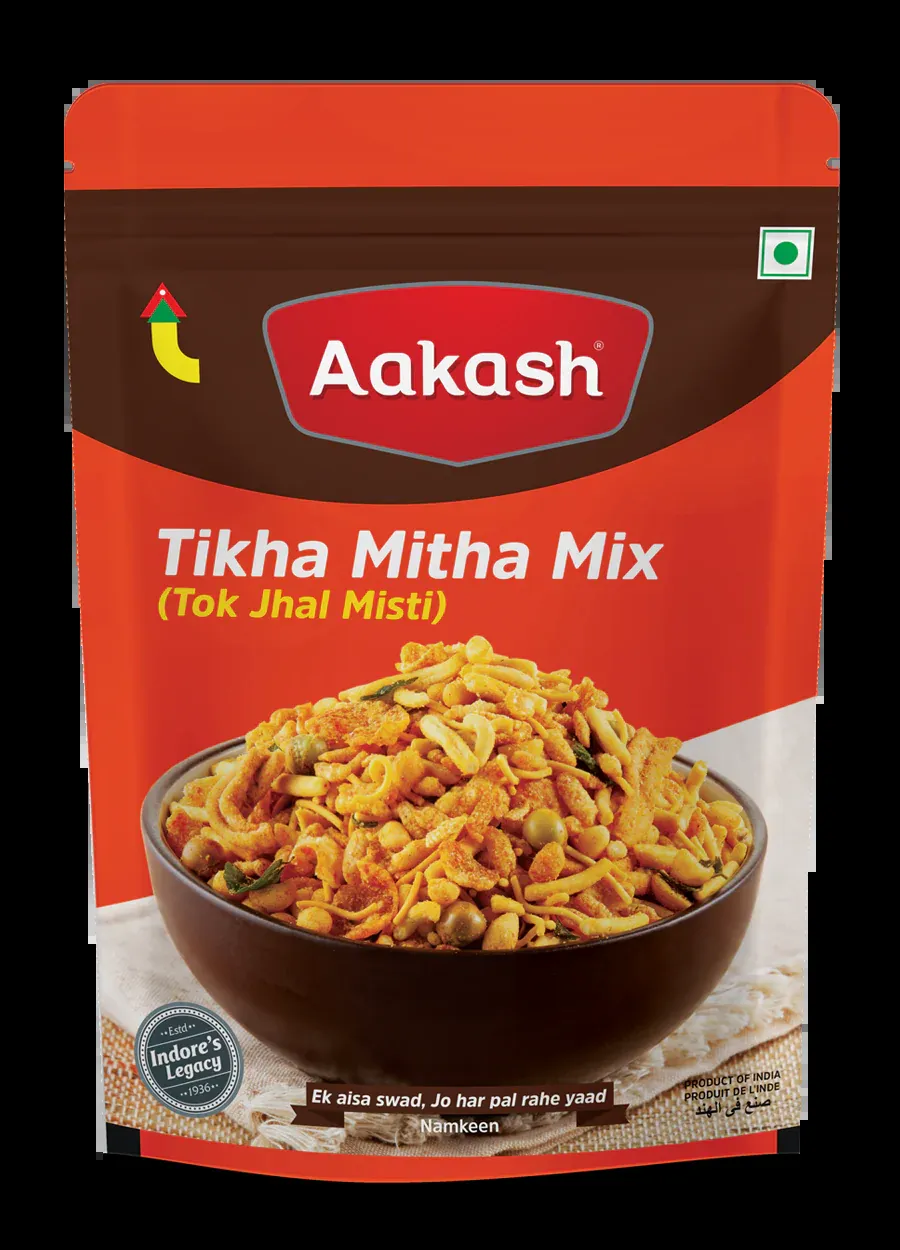 Aakash®
Tikha Mitha Mix
(Tok Jhal Misti)
Estd
Indore's
Legacy
1936
Ek aisa swad, Jo har pal rahe yaad
Namkeen
PRODUCT OF INDIA
PRODUIT DE L'INDE
صنع في الهند